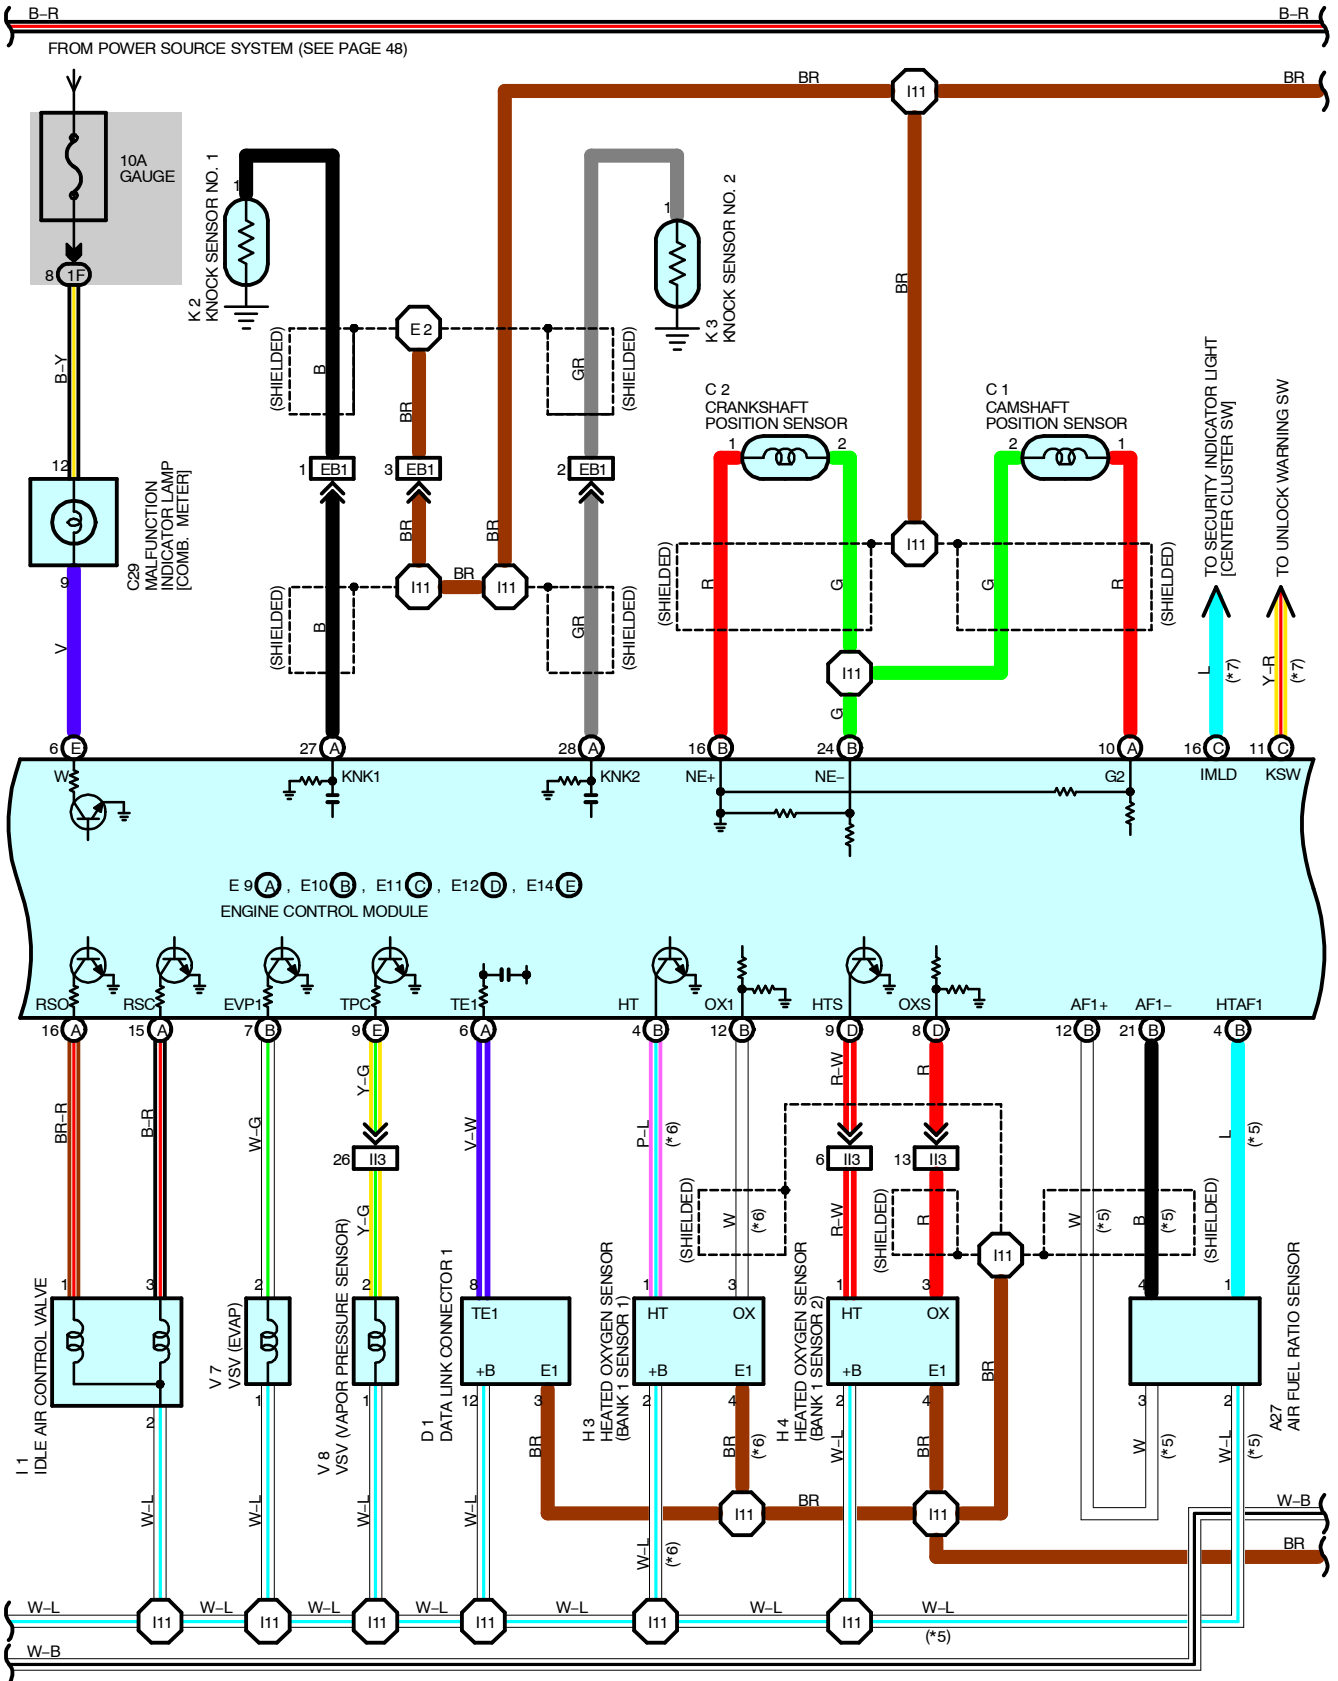 B–R
B–R
FROM POWER SOURCE SYSTEM (SEE PAGE 48)
BR
I11
BR
10A
GAUGE
8
1F
1
K 2
KNOCK SENSOR NO. 1
1
K 3
KNOCK SENSOR NO. 2
BR
B–Y
(SHIELDED)
B
E 2
BR
GR
(SHIELDED)
12
C29
MALFUNCTION
INDICATOR LAMP
[COMB. METER]
9
V
1
EB1
3
EB1
2
EB1
BR
BR
(SHIELDED)
B
I11
BR
I11
GR
(SHIELDED)
C 2
CRANKSHAFT
POSITION SENSOR
1
2
C 1
CAMSHAFT
POSITION SENSOR
2
1
I11
(SHIELDED)
R
G
G
R
(SHIELDED)
I11
G
TO SECURITY INDICATOR LIGHT
[CENTER CLUSTER SW]
TO UNLOCK WARNING SW
L
(*7)
Y–R
(*7)
6
E
27
A
28
A
16
B
24
B
10
A
16
C
11
C
W
KNK1
KNK2
NE+
NE–
G2
IMLD
KSW
E 9 A , E10 B , E11 C , E12 D , E14 E
ENGINE CONTROL MODULE
RSO
RSC
EVP1
TPC
TE1
HT
OX1
HTS
OXS
AF1+
AF1–
HTAF1
16
A
15
A
7
B
9
E
6
A
4
B
12
B
9
D
8
D
12
B
21
B
4
B
BR–R
B–R
W–G
Y–G
V–W
P–L
(*6)
R–W
R
L
(*5)
26
II3
6
II3
13
II3
Y–G
(SHIELDED)
W
(*6)
R–W
(SHIELDED)
R
I11
W
(*5)
B
(*5)
(SHIELDED)
1
3
2
2
8
1
3
1
3
4
1
TE1
HT
OX
HT
OX
+B
E1
+B
E1
+B
E1
2
1
1
12
3
2
4
2
4
3
2
I 1
IDLE AIR CONTROL VALVE
V 7
VSV (EVAP)
V 8
VSV (VAPOR PRESSURE SENSOR)
D 1
DATA LINK CONNECTOR 1
H 3
HEATED OXYGEN SENSOR
(BANK 1 SENSOR 1)
H 4
HEATED OXYGEN SENSOR
(BANK 1 SENSOR 2)
A27
AIR FUEL RATIO SENSOR
BR
BR
(*6)
W–L
BR
BR
W
(*5)
W–L
(*5)
W–L
W–L
W–L
W–L
W–L
(*6)
I11
BR
I11
W–B
BR
W–L
I11
W–L
I11
W–L
I11
W–L
I11
W–L
I11
W–L
I11
W–L
(*5)
W–B